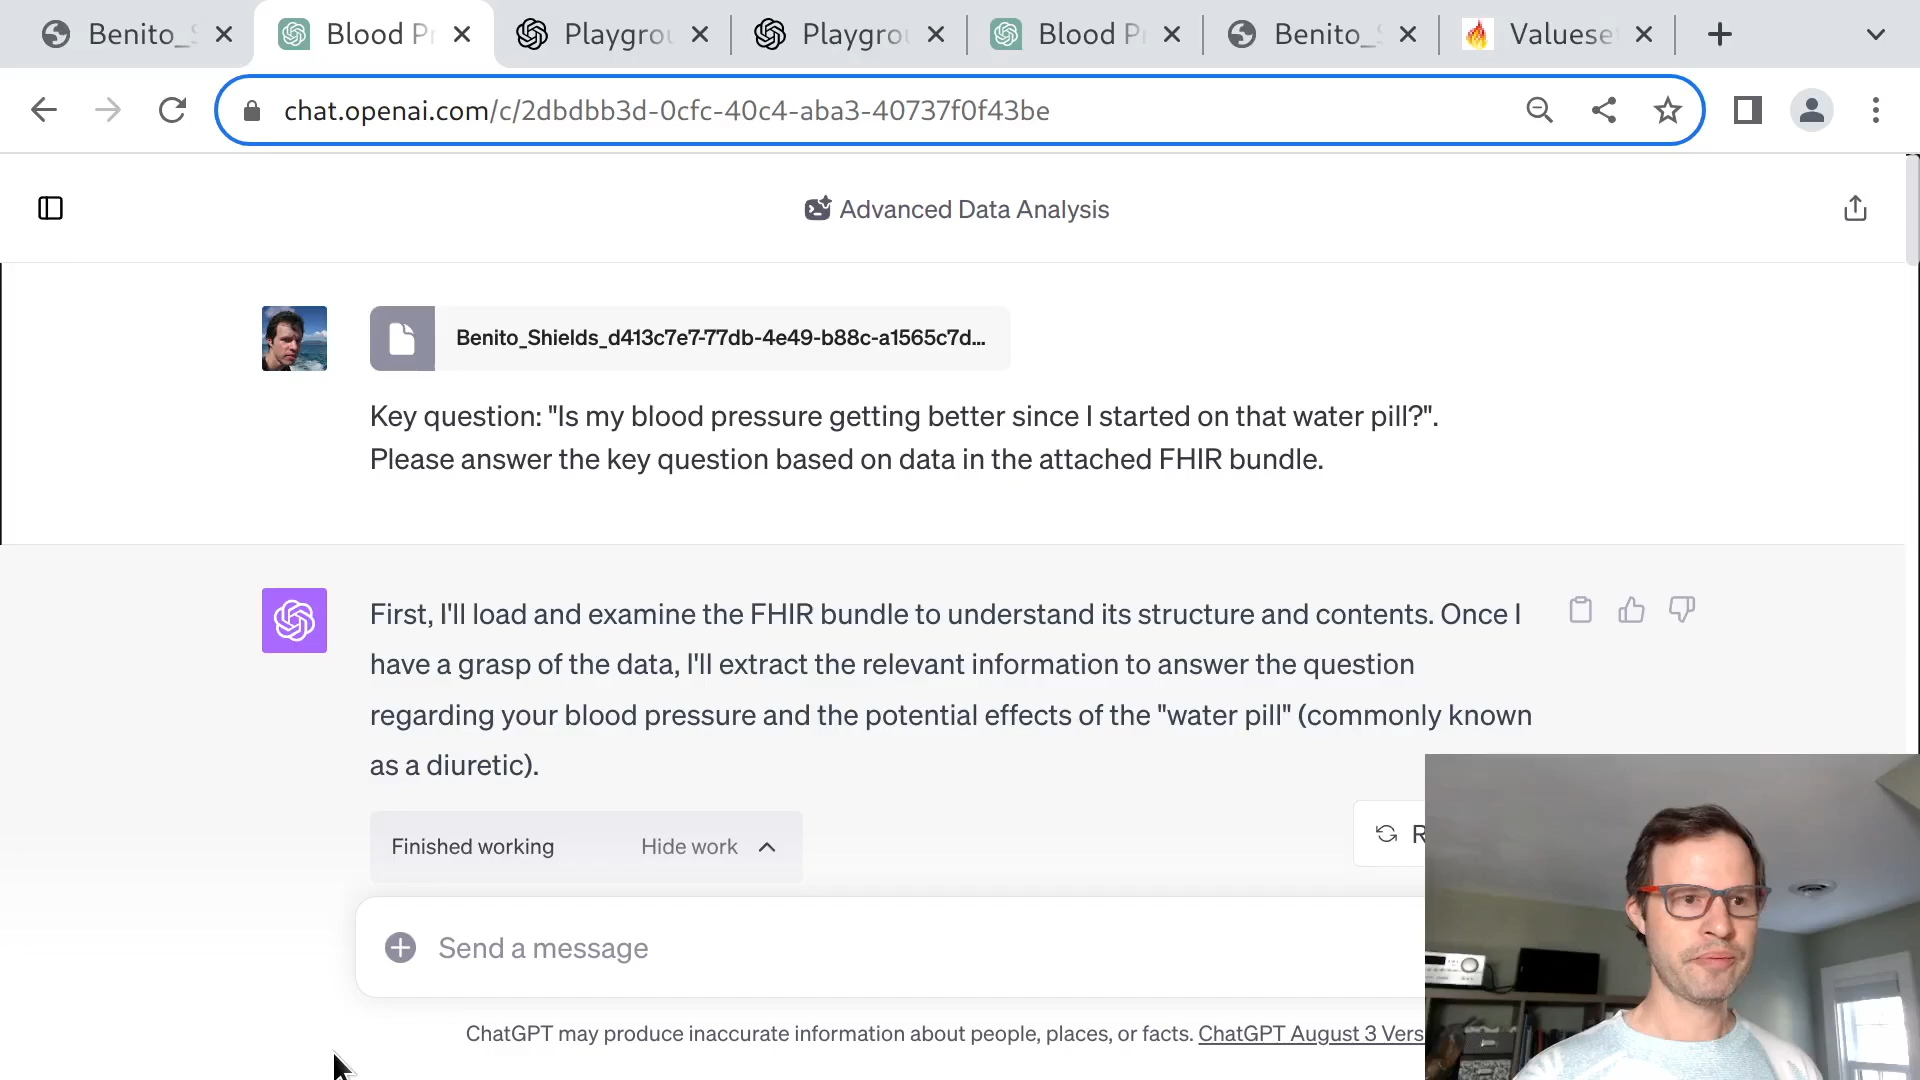 Benito_
Blood P
Playgro
Playgro
Blood P
Benito_
Valuese
chat.openai.com/c/2dbdbb3d-0cfc-40c4-aba3-40737f0f43be
Advanced Data Analysis
Benito_Shields_d413c7e7-77db-4e49-b88c-a1565c7d...
Key question: "Is my blood pressure getting better since I started on that water pill?".
Please answer the key question based on data in the attached FHIR bundle.
First, I'll load and examine the FHIR bundle to understand its structure and contents. Once I
have a grasp of the data, I'll extract the relevant information to answer the question
regarding your blood pressure and the potential effects of the "water pill" (commonly known
as a diuretic).
Finished working
Hide work
R
Send a message
ChatGPT may produce inaccurate information about people, places, or facts. ChatGPT August 3 Vers